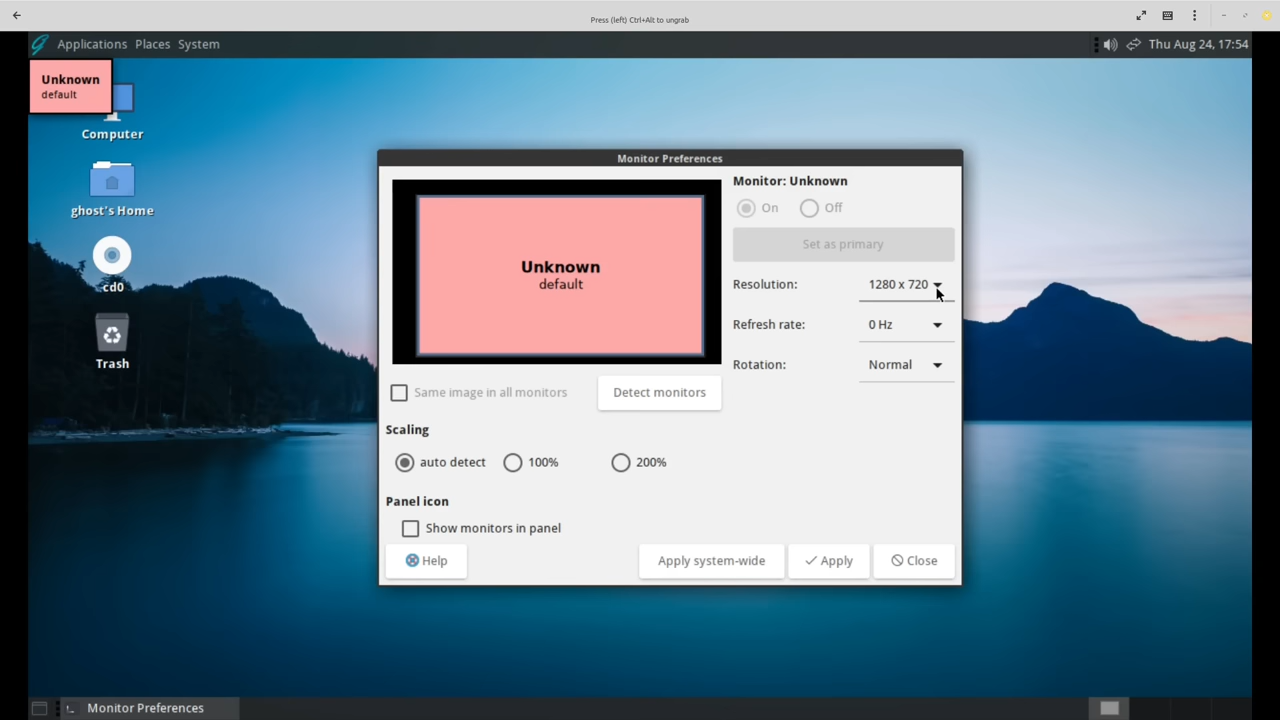 Press (left) Ctrl+Alt to ungrab
Applications Places System
Thu Aug 24, 17:54
Unknown
default
Computer
ghost's Home
cd0
Trash
Monitor Preferences
Unknown
default
Monitor: Unknown
On Off
Set as primary
Resolution: 1280 x 720
Refresh rate: 0 Hz
Rotation: Normal
Same image in all monitors
Detect monitors
Scaling
auto detect 100% 200%
Panel icon
Show monitors in panel
Help
Apply system-wide
Apply
Close
Monitor Preferences